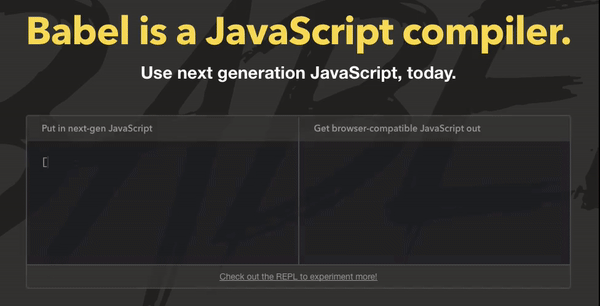 Babel is a JavaScript compiler.
Use next generation JavaScript, today.
Put in next-gen JavaScript
Get browser-compatible JavaScript out
[
Check out the REPL to experiment more!